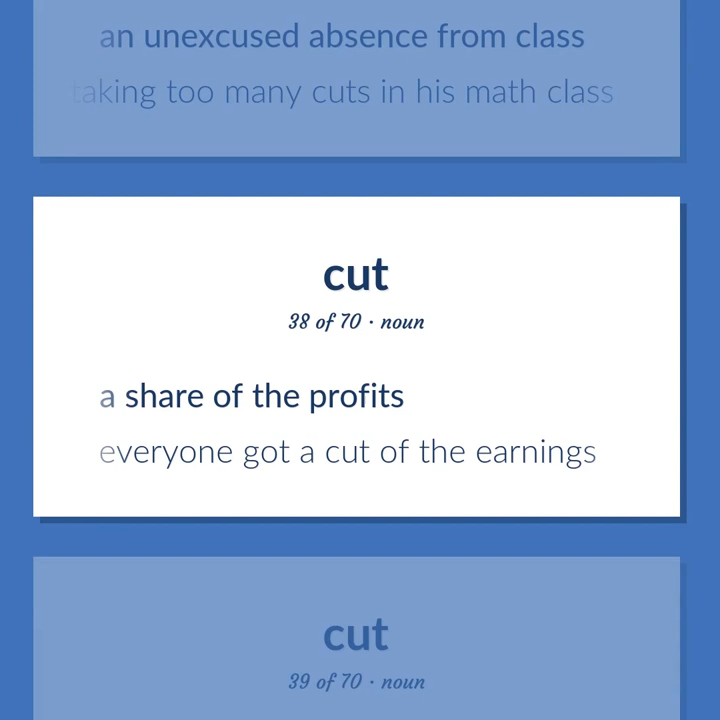 an unexcused absence from class
taking too many cuts in his math class
cut
38 of 70 · noun
a share of the profits
everyone got a cut of the earnings
cut
39 of 70 · noun